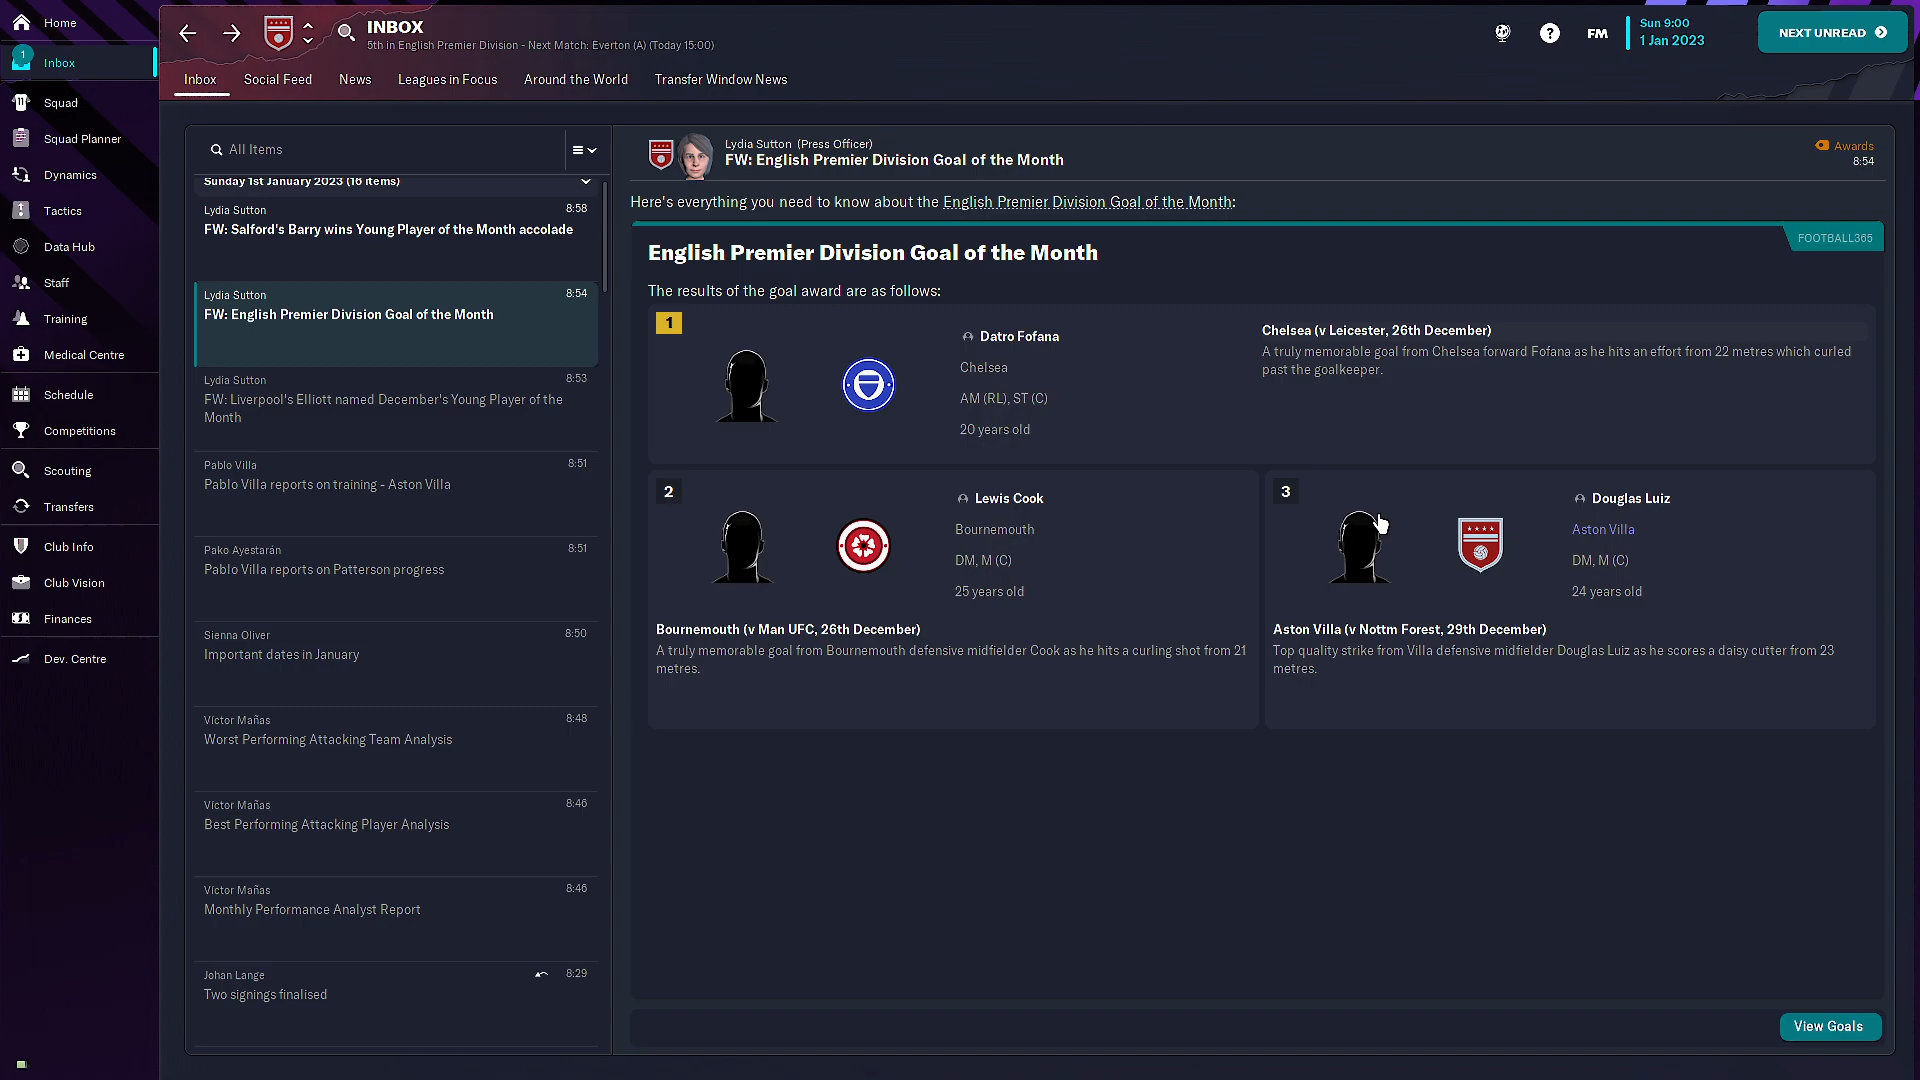 Home
1
Inbox
Squad
Squad Planner
Dynamics
Tactics
Data Hub
Staff
Training
Medical Centre
Schedule
Competitions
Scouting
Transfers
Club Info
Club Vision
Finances
Dev. Centre
INBOX
5th in English Premier Division - Next Match: Everton (A) (Today 15:00)
FM
Sun 9:00
1 Jan 2023
NEXT UNREAD
Inbox
Social Feed
News
Leagues in Focus
Around the World
Transfer Window News
All Items
Sunday 1st January 2023 (16 items)
Lydia Sutton 8:58
FW: Salford's Barry wins Young Player of the Month accolade
Lydia Sutton 8:54
FW: English Premier Division Goal of the Month
Lydia Sutton 8:53
FW: Liverpool's Elliott named December's Young Player of the
Month
Pablo Villa 8:51
Pablo Villa reports on training - Aston Villa
Pako Ayestarán 8:51
Pablo Villa reports on Patterson progress
Sienna Oliver 8:50
Important dates in January
Víctor Mañas 8:48
Worst Performing Attacking Team Analysis
Víctor Mañas 8:46
Best Performing Attacking Player Analysis
Víctor Mañas 8:46
Monthly Performance Analyst Report
Johan Lange 8:29
Two signings finalised
Lydia Sutton (Press Officer)
FW: English Premier Division Goal of the Month
Awards
8:54
Here's everything you need to know about the English Premier Division Goal of the Month:
FOOTBALL365
English Premier Division Goal of the Month
The results of the goal award are as follows:
1
Datro Fofana
Chelsea
AM (RL), ST (C)
20 years old
Chelsea (v Leicester, 26th December)
A truly memorable goal from Chelsea forward Fofana as he hits an effort from 22 metres which curled
past the goalkeeper.
2
Lewis Cook
Bournemouth
DM, M (C)
25 years old
Bournemouth (v Man UFC, 26th December)
A truly memorable goal from Bournemouth defensive midfielder Cook as he hits a curling shot from 21
metres.
3
Douglas Luiz
Aston Villa
DM, M (C)
24 years old
Aston Villa (v Nottm Forest, 29th December)
Top quality strike from Villa defensive midfielder Douglas Luiz as he scores a daisy cutter from 23
metres.
View Goals